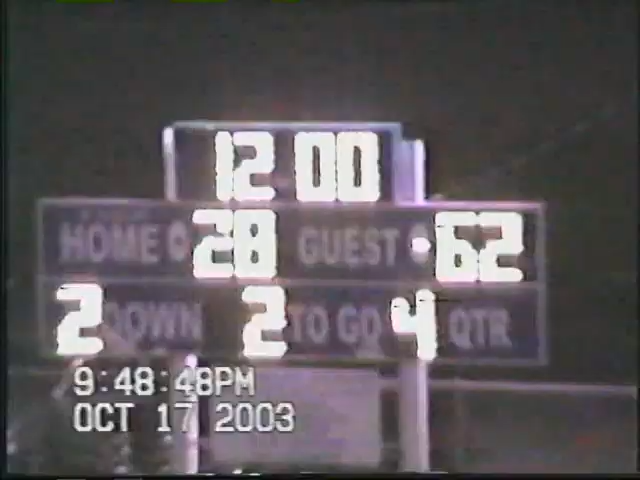 12 00
HOME 28 GUEST 62
2 DOWN 2 TO GO 4 QTR
9:48:48PM
OCT 17 2003